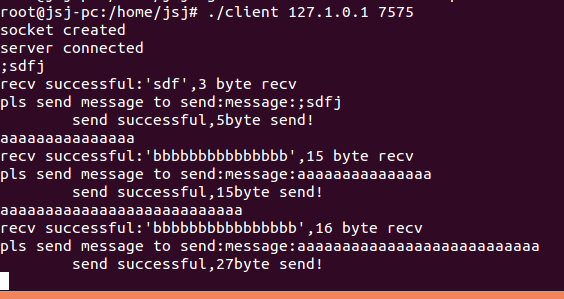 root@jsj-pc:/home/jsj# ./client 127.1.0.1 7575
socket created
server connected
;sdfj
recv successful:'sdf',3 byte recv
pls send message to send:message:;sdfj
send successful,5byte send!
aaaaaaaaaaaaaaa
recv successful:'bbbbbbbbbbbbbbb',15 byte recv
pls send message to send:message:aaaaaaaaaaaaaaa
send successful,15byte send!
aaaaaaaaaaaaaaaaaaaaaaaaaaa
recv successful:'bbbbbbbbbbbbbbbb',16 byte recv
pls send message to send:message:aaaaaaaaaaaaaaaaaaaaaaaaaaa
send successful,27byte send!